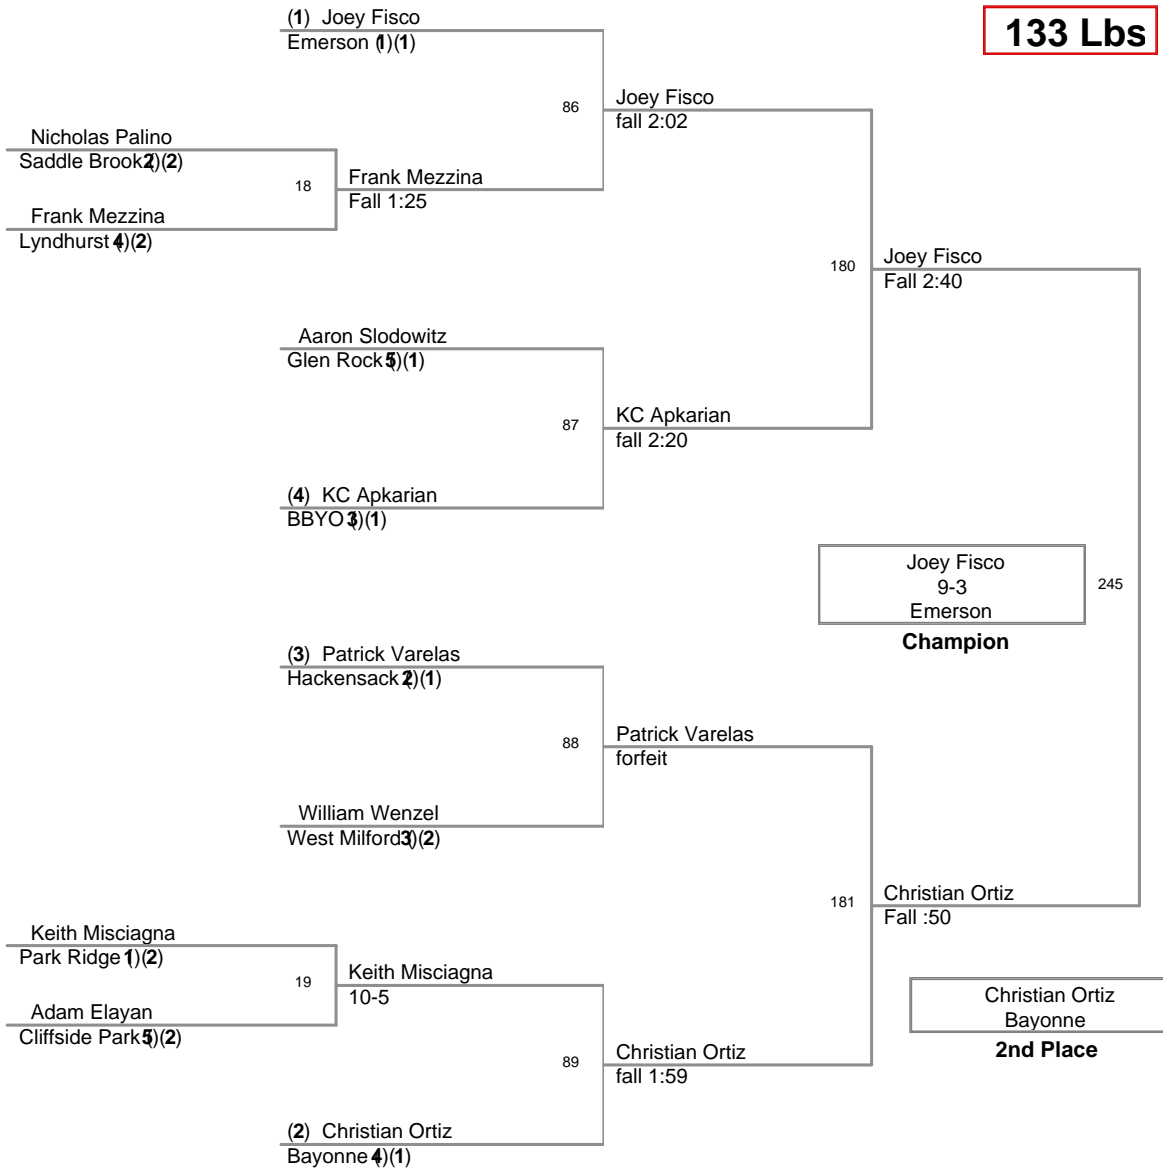 (1) Joey Fisco
133 Lbs
Emerson (1)(1)
86
Joey Fisco
fall 2:02
Nicholas Palino
Saddle Brook(2)(2)
18
Frank Mezzina
Fall 1:25
Frank Mezzina
Lyndhurst (4)(2)
180
Joey Fisco
Fall 2:40
Aaron Slodowitz
Glen Rock (5)(1)
87
KC Apkarian
fall 2:20
(4) KC Apkarian
BBYO (3)(1)
Joey Fisco
9-3
Emerson
245
Champion
(3) Patrick Varelas
Hackensack (2)(1)
88
Patrick Varelas
forfeit
William Wenzel
West Milford(3)(2)
181
Christian Ortiz
Fall :50
Keith Misciagna
Park Ridge (1)(2)
19
Keith Misciagna
10-5
Adam Elayan
Cliffside Park(5)(2)
Christian Ortiz
Bayonne
2nd Place
89
Christian Ortiz
fall 1:59
(2) Christian Ortiz
Bayonne (4)(1)